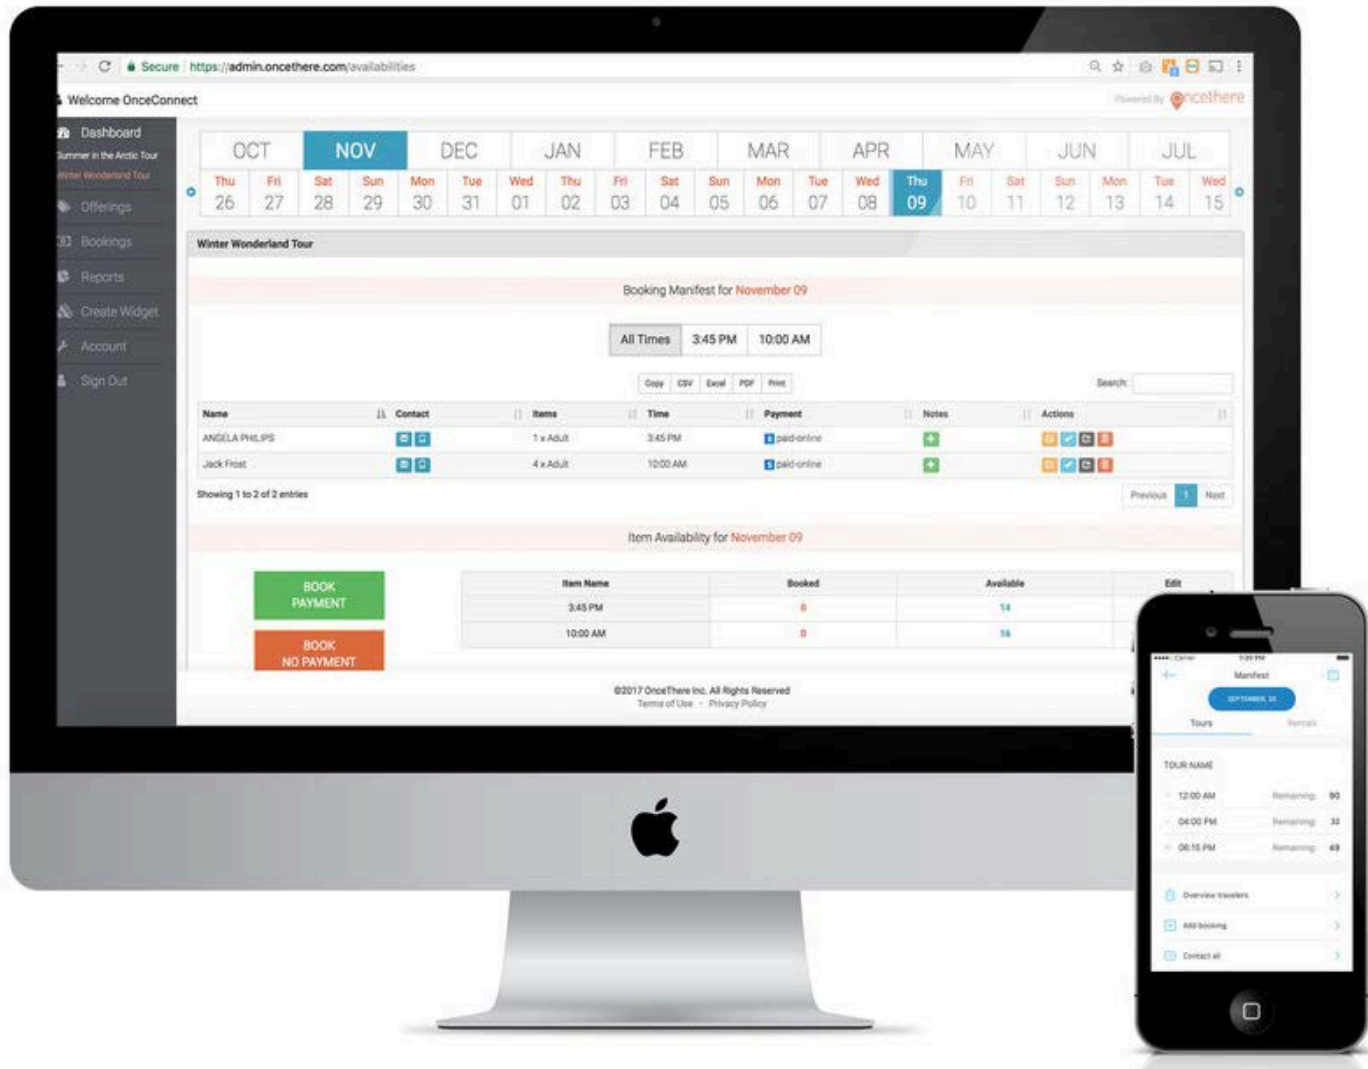 Secure https://admin.oncethere.com/availabilities
Welcome OnceConnect
Powered By oncethere
Dashboard
Summer in the Arctic Tour
Winter Wonderland Tour
Offerings
Bookings
Reports
Create Widget
Account
Sign Out
OCT NOV DEC JAN FEB MAR APR MAY JUN JUL
Thu Fri Sat Sun Mon Tue Wed Thu Fri Sat Sun Mon Tue Wed Thu Fri Sat Sun Mon Tue Wed
26 27 28 29 30 31 01 02 03 04 05 06 07 08 09 10 11 12 13 14 15
Winter Wonderland Tour
Booking Manifest for November 09
All Times 3:45 PM 10:00 AM
Copy CSV Excel PDF Print
Search:
Name Contact Items Time Payment Notes Actions
ANGELA PHILIPS 1 x Adult 3:45 PM paid-online
Jack Frost 4 x Adult 10:00 AM paid-online
Showing 1 to 2 of 2 entries
Previous 1 Next
Item Availability for November 09
BOOK
PAYMENT
BOOK
NO PAYMENT
Item Name Booked Available Edit
3:45 PM 0 14
10:00 AM 0 16
©2017 OnceThere Inc. All Rights Reserved
Terms of Use - Privacy Policy
Carrier 1:20 PM
Manifest
SEPTEMBER
Tours Rentals
TOUR NAME
12:00 AM Remaining: 90
04:00 PM Remaining: 32
06:15 PM Remaining: 49
Overview travelers
Add booking
Contact all